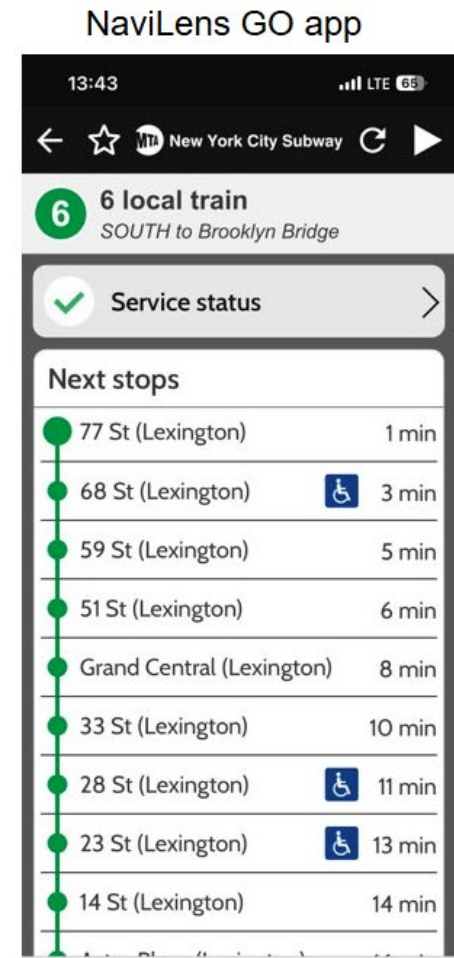 NaviLens GO app
13:43 LTE 65
MTA New York City Subway
6 6 local train
SOUTH to Brooklyn Bridge
Service status
Next stops
77 St (Lexington) 1 min
68 St (Lexington) 3 min
59 St (Lexington) 5 min
51 St (Lexington) 6 min
Grand Central (Lexington) 8 min
33 St (Lexington) 10 min
28 St (Lexington) 11 min
23 St (Lexington) 13 min
14 St (Lexington) 14 min